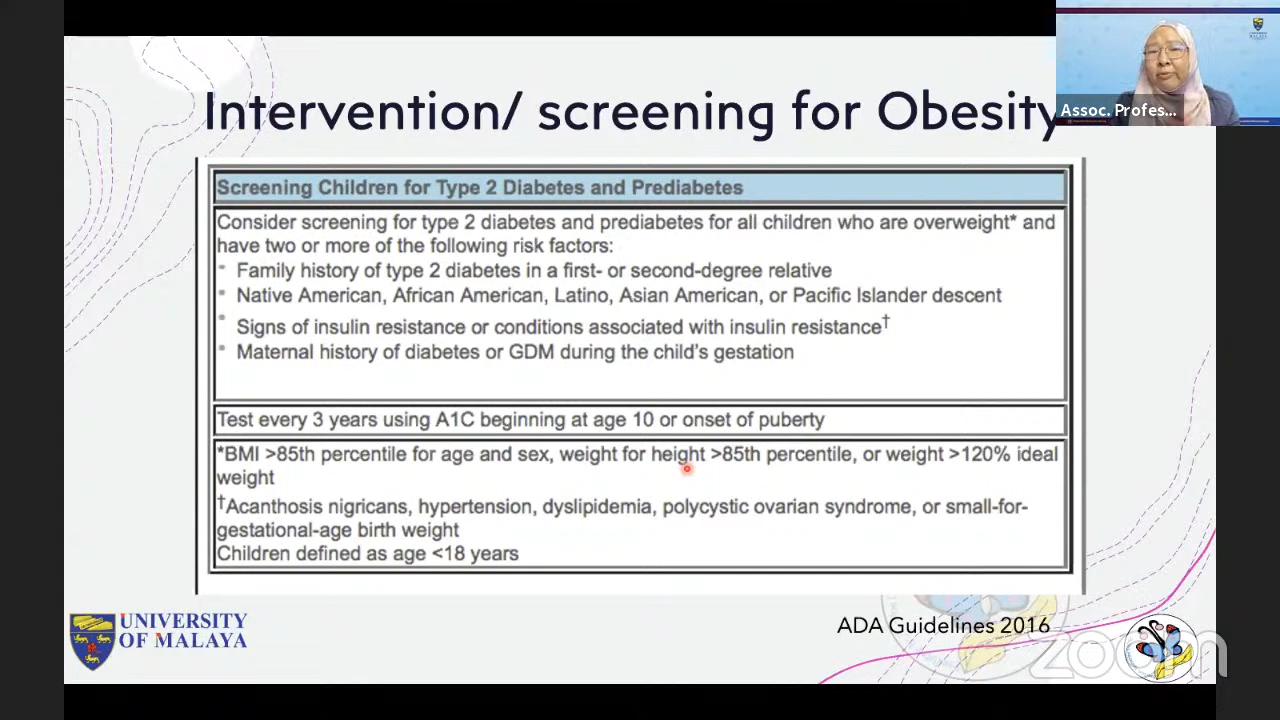 Intervention/ screening for Obesity
Assoc. Profes...
Screening Children for Type 2 Diabetes and Prediabetes
Consider screening for type 2 diabetes and prediabetes for all children who are overweight* and
have two or more of the following risk factors:
• Family history of type 2 diabetes in a first- or second-degree relative
• Native American, African American, Latino, Asian American, or Pacific Islander descent
• Signs of insulin resistance or conditions associated with insulin resistance†
• Maternal history of diabetes or GDM during the child's gestation
Test every 3 years using A1C beginning at age 10 or onset of puberty
*BMI >85th percentile for age and sex, weight for height >85th percentile, or weight >120% ideal
weight
†Acanthosis nigricans, hypertension, dyslipidemia, polycystic ovarian syndrome, or small-for-
gestational-age birth weight
Children defined as age <18 years
UNIVERSITY
OF MALAYA
ADA Guidelines 2016
zoom